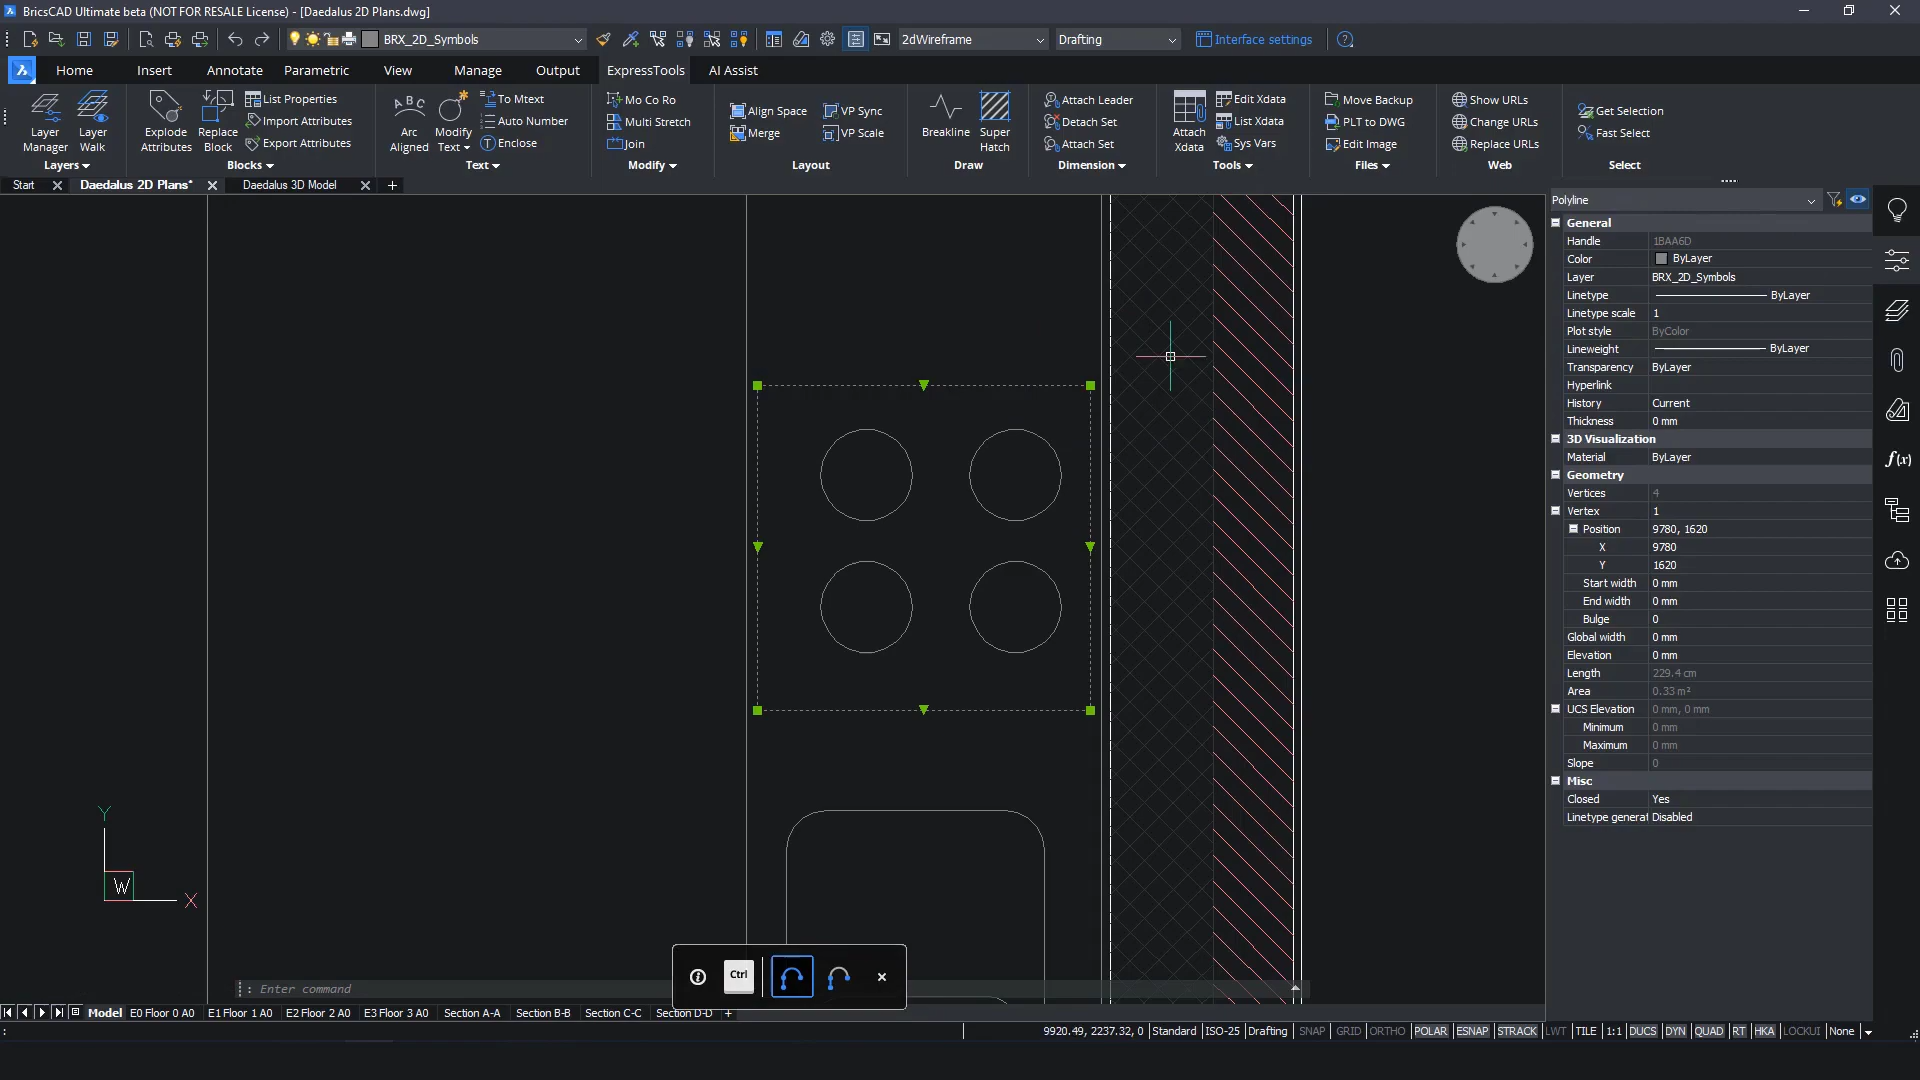 BricsCAD Ultimate beta (NOT FOR RESALE License) - [Daedalus 2D Plans.dwg]
BRX_2D_Symbols
2dWireframe
Drafting
Interface settings
Home
Insert
Annotate
Parametric
View
Manage
Output
ExpressTools
AI Assist
Layer Manager
Layer Walk
Layers
Explode Attributes
Replace Block
List Properties
Import Attributes
Export Attributes
Blocks
ABC
Arc Aligned
Modify Text
To Mtext
Auto Number
Enclose
Text
Mo Co Ro
Multi Stretch
Join
Modify
Align Space
Merge
VP Sync
VP Scale
Layout
Breakline
Super Hatch
Draw
Attach Leader
Detach Set
Attach Set
Dimension
Attach Xdata
Edit Xdata
List Xdata
Sys Vars
Tools
Move Backup
PLT to DWG
Edit Image
Files
Show URLs
Change URLs
Replace URLs
Web
Get Selection
Fast Select
Select
Start
Daedalus 2D Plans*
Daedalus 3D Model
Polyline
General
Handle 1BAA6D
Color ByLayer
Layer BRX_2D_Symbols
Linetype ByLayer
Linetype scale 1
Plot style ByColor
Lineweight ByLayer
Transparency ByLayer
Hyperlink
History Current
Thickness 0 mm
3D Visualization
Material ByLayer
Geometry
Vertices 4
Vertex 1
Position 9780, 1620
X 9780
Y 1620
Start width 0 mm
End width 0 mm
Bulge 0
Global width 0 mm
Elevation 0 mm
Length 229.4 cm
Area 0.33 m²
UCS Elevation 0 mm, 0 mm
Minimum 0 mm
Maximum 0 mm
Slope 0
Misc
Closed Yes
Linetype generat Disabled
f(x)
Y
W
X
Ctrl
: Enter command
Model
E0 Floor 0 A0
E1 Floor 1 A0
E2 Floor 2 A0
E3 Floor 3 A0
Section A-A
Section B-B
Section C-C
Section D-D
+
:
9920.49, 2237.32, 0
Standard
ISO-25
Drafting
SNAP
GRID
ORTHO
POLAR
ESNAP
STRACK
LWT
TILE
1:1
DUCS
DYN
QUAD
RT
HKA
LOCKUI
None